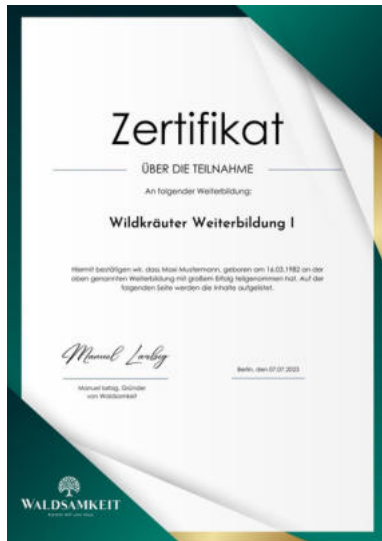 Zertifikat
ÜBER DIE TEILNAHME
An folgender Weiterbildung:
Wildkräuter Weiterbildung I
Hiermit bestätigen wir, dass Maxi Mustermann, geboren am 16.03.1982 an der
oben genannten Weiterbildung mit großem Erfolg teilgenommen hat. Auf der
folgenden Seite werden die Inhalte aufgelistet.
Manuel
Berlin, den 07.07.2023
Manuel Gründer
von Waldsamkeit
WALDSAMKEIT